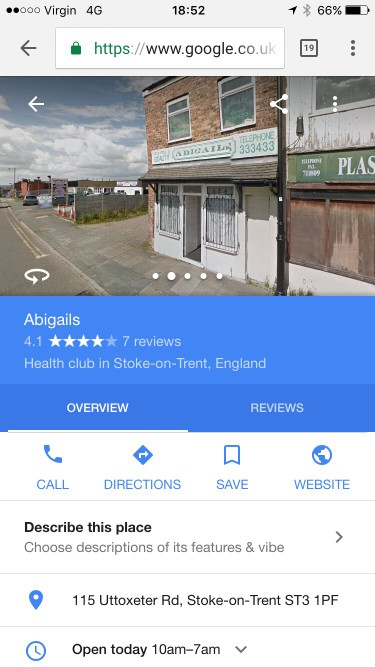 Virgin 4G 18:52 66%
https://www.google.co.uk 19
ABIGAILS
TELEPHONE
333433
HEALTH
PLAS
Abigails
4.1 7 reviews
Health club in Stoke-on-Trent, England
OVERVIEW REVIEWS
CALL DIRECTIONS SAVE WEBSITE
Describe this place
Choose descriptions of its features & vibe
115 Uttoxeter Rd, Stoke-on-Trent ST3 1PF
Open today 10am–7am